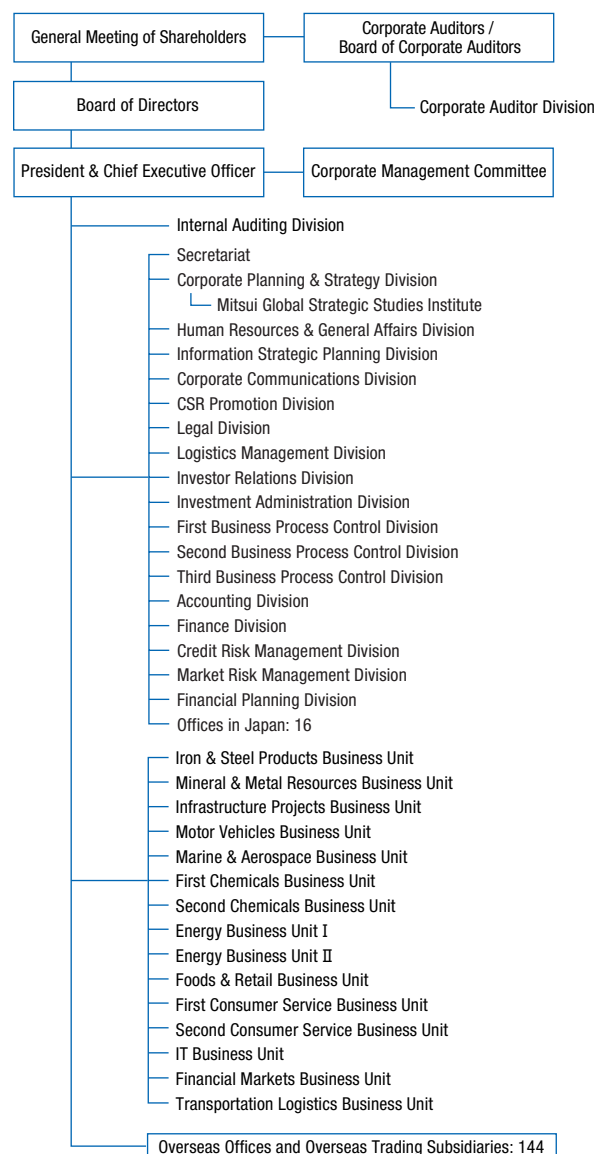 General Meeting of Shareholders
Corporate Auditors /
Board of Corporate Auditors
Corporate Auditor Division
Board of Directors
President & Chief Executive Officer
Corporate Management Committee
Internal Auditing Division
Secretariat
Corporate Planning & Strategy Division
Mitsui Global Strategic Studies Institute
Human Resources & General Affairs Division
Information Strategic Planning Division
Corporate Communications Division
CSR Promotion Division
Legal Division
Logistics Management Division
Investor Relations Division
Investment Administration Division
First Business Process Control Division
Second Business Process Control Division
Third Business Process Control Division
Accounting Division
Finance Division
Credit Risk Management Division
Market Risk Management Division
Financial Planning Division
Offices in Japan: 16
Iron & Steel Products Business Unit
Mineral & Metal Resources Business Unit
Infrastructure Projects Business Unit
Motor Vehicles Business Unit
Marine & Aerospace Business Unit
First Chemicals Business Unit
Second Chemicals Business Unit
Energy Business Unit I
Energy Business Unit II
Foods & Retail Business Unit
First Consumer Service Business Unit
Second Consumer Service Business Unit
IT Business Unit
Financial Markets Business Unit
Transportation Logistics Business Unit
Overseas Offices and Overseas Trading Subsidiaries: 144